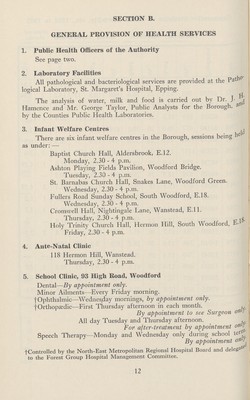 SECTION B.
GENERAL PROVISION OF HEALTH SERVICES
1. Public Health Officers of the Authority
See page two.
2. Laboratory Facilities
All pathological and bacteriological services are provided at the Patho-
logical Laboratory, St. Margaret's Hospital, Epping.
The analysis of water, milk and food is carried out by Dr. J. H.
Hamence and Mr. George Taylor, Public Analysts for the Borough, and
by the Counties Public Health Laboratories.
3. Infant Welfare Centres
There are six infant welfare centres in the Borough, sessions being held
as under:—
Baptist Church Hall, Aldersbrook, E.12.
Monday, 2.30 - 4 p.m.
Ashton Playing Fields Pavilion, Woodford Bridge.
Tuesday, 2.30 - 4 p.m.
St. Barnabas Church Hall, Snakes Lane, Woodford Green.
Wednesday, 2.30 - 4 p.m.
Fullers Road Sunday School, South Woodford, E.18.
Wednesday, 2.30 - 4 p.m.
Cromwell Hall, Nightingale Lane, Wanstead, E.11.
Thursday, 2.30 - 4 p.m.
Holy Trinity Church Hall, Hermon Hill, South Woodford, E.18.
Friday, 2.30 - 4 p.m.
4. Ante-Natal Clinic
118 Hermon Hill, Wanstead.
Thursday, 2.30 - 4 p.m.
5. School Clinic, 93 High Road, Woodford
Dental—By appointment only.
Minor Ailments—Every Friday morning.
†Ophthalmic—Wednesday mornings, by appointment only.
†Orthopædic—First Thursday afternoon in each month.
By appointment to see Surgeon only
All day Tuesday and Thursday afternoon.
For after-treatment by appointment only
Speech Therapy—Monday and Wednesday only during school term.
By appointment only
†Controlled by the North-East Metropolitan Regional Hospital Board and delegated
to the Forest Group Hospital Management Committee.
12